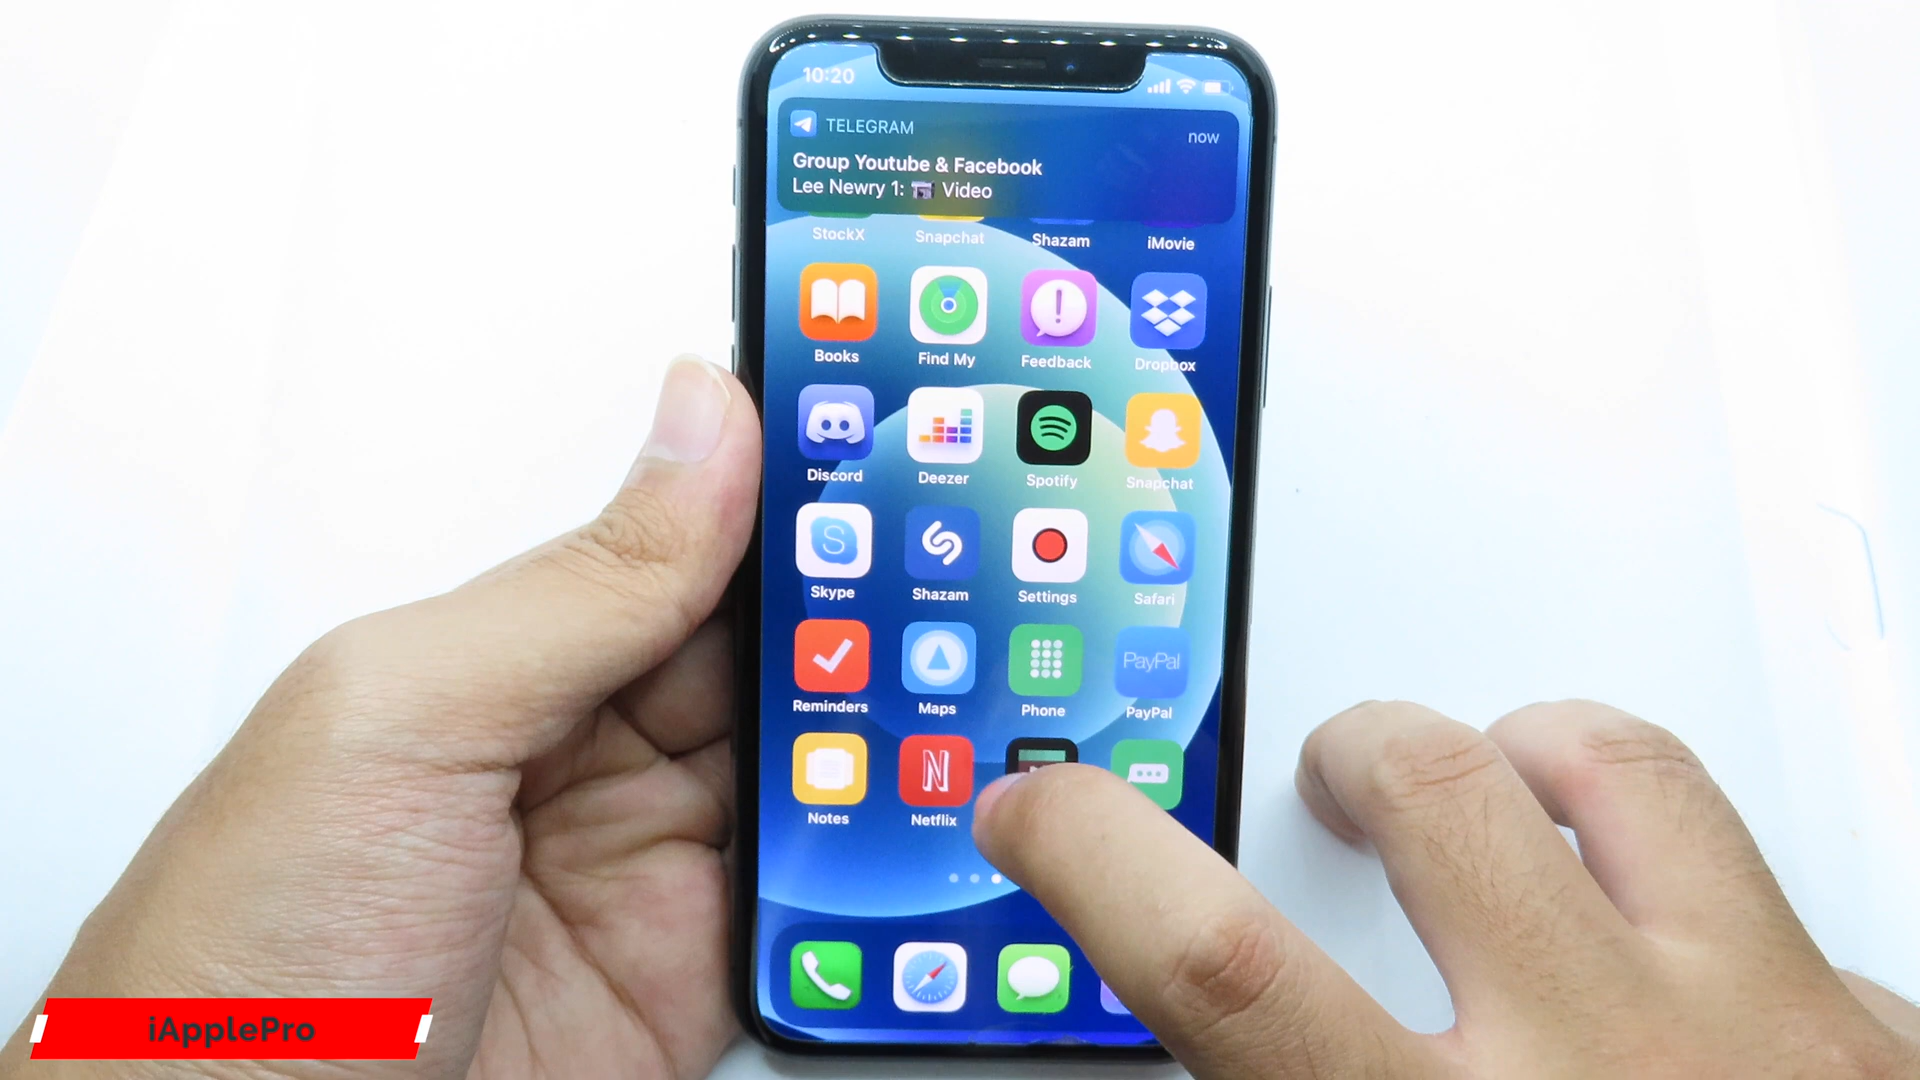 10:20
TELEGRAM
now
Group Youtube & Facebook
Lee Newry 1: Video
StockX Snapchat Shazam iMovie
Books Find My Feedback Dropbox
Discord Deezer Spotify Snapchat
Skype Shazam Settings Safari
PayPal
Reminders Maps Phone PayPal
Notes Netflix
iApplePro